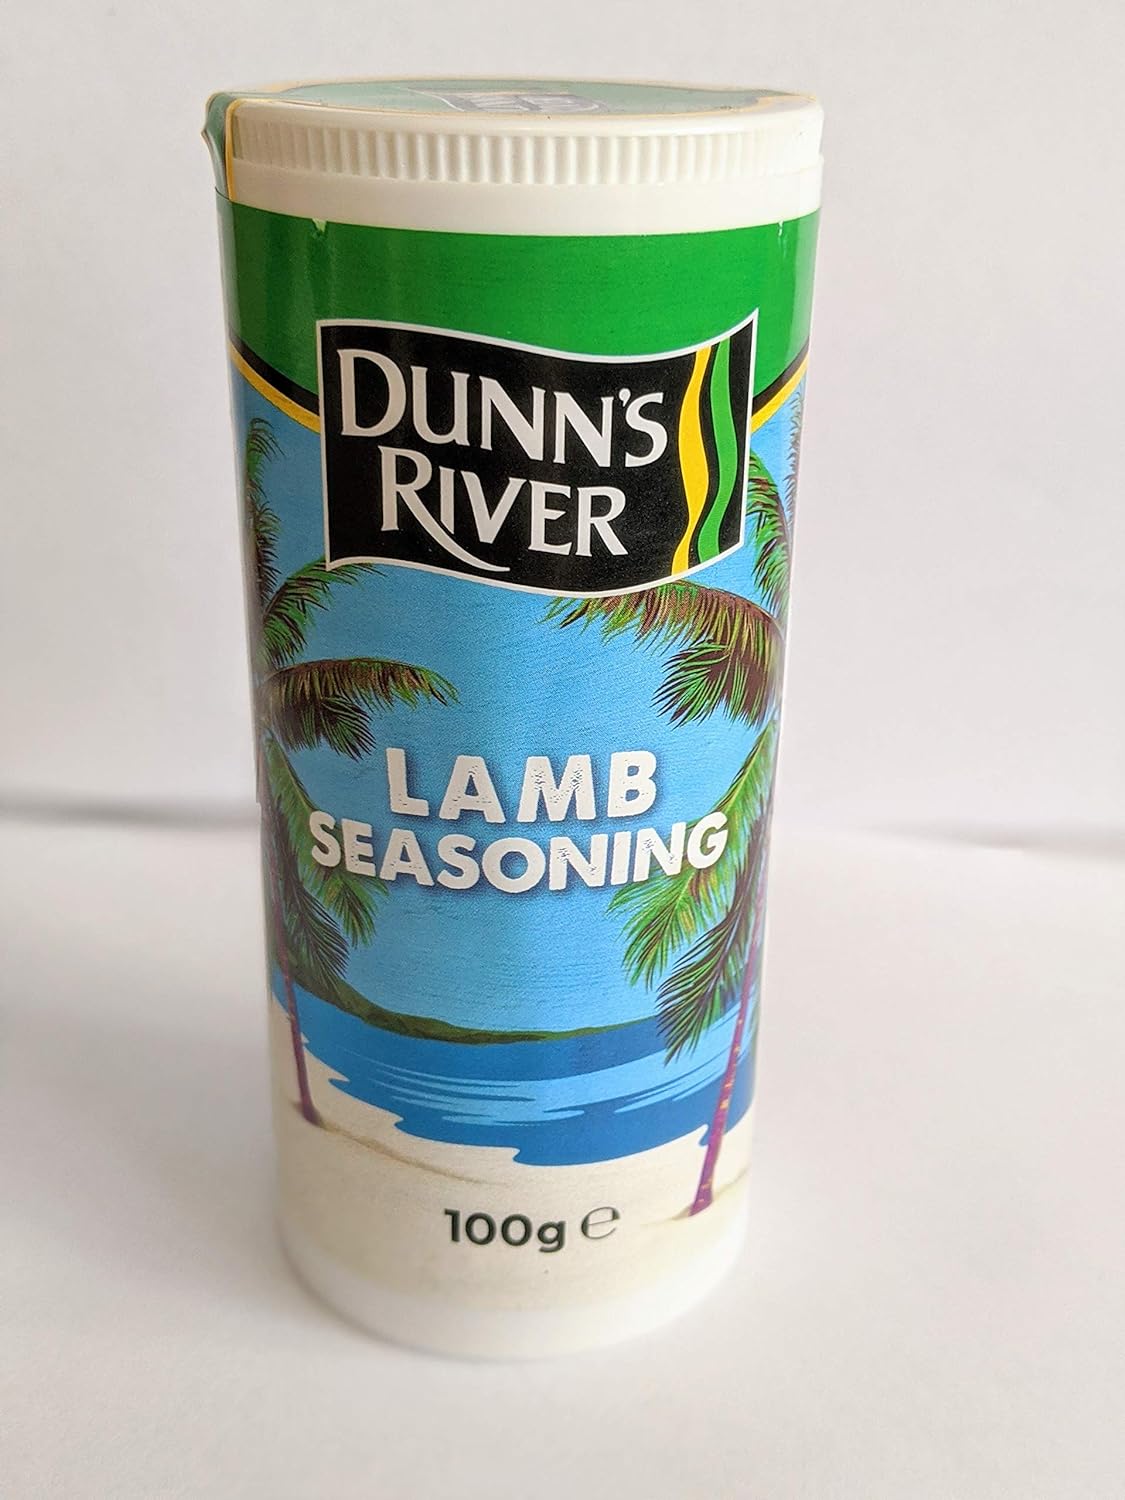 DUNN'S
RIVER
LAMB
SEASONING
100g ℮